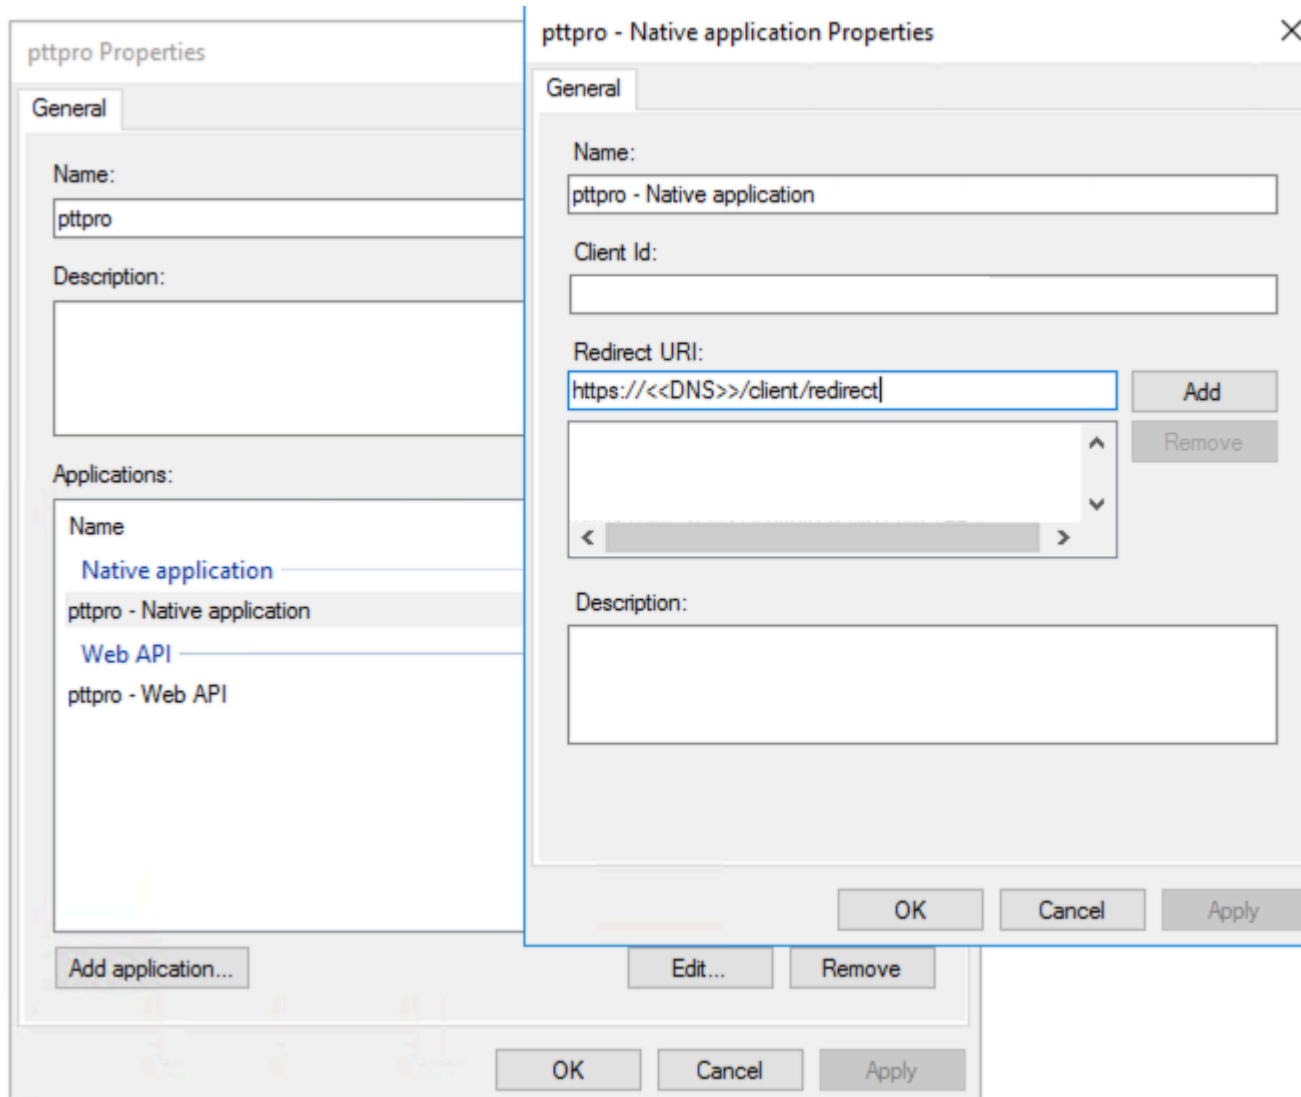 pttpro Properties
General
Name:
pttpro
Description:
Applications:
Name
Native application
pttpro - Native application
Web API
pttpro - Web API
Add application...
Edit...
Remove
OK
Cancel
Apply
pttpro - Native application Properties
General
Name:
pttpro - Native application
Client Id:
Redirect URI:
https://<<DNS>>/client/redirect
Add
Remove
Description:
OK
Cancel
Apply